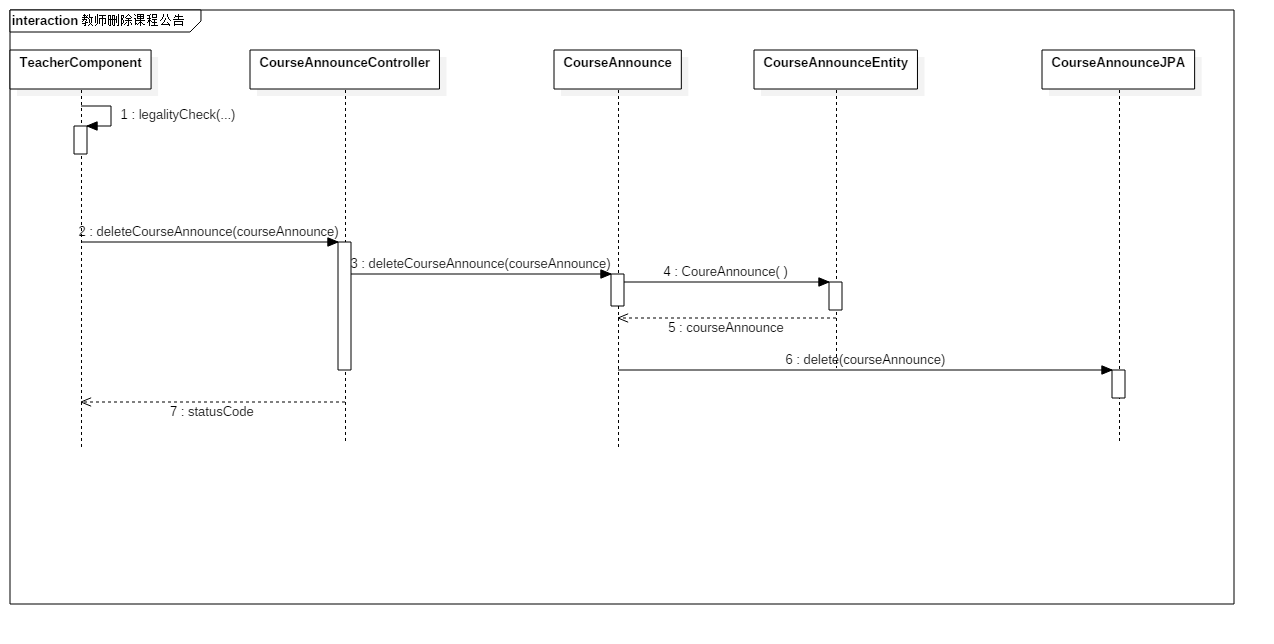 interaction 教师删除课程公告
TeacherComponent
CourseAnnounceController
CourseAnnounce
CourseAnnounceEntity
CourseAnnounceJPA
1 : legalityCheck(...)
2 : deleteCourseAnnounce(courseAnnounce)
3 : deleteCourseAnnounce(courseAnnounce)
4 : CoureAnnounce( )
5 : courseAnnounce
6 : delete(courseAnnounce)
7 : statusCode